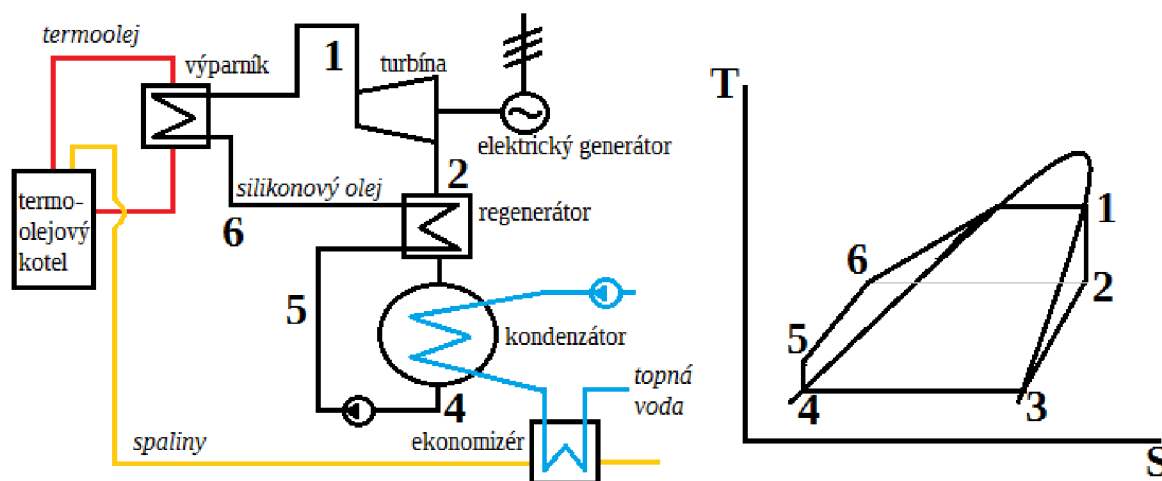 termoolej
výparník
1
turbína
elektrický generátor
2
silikonový olej
regenerátor
termo-
olejový
kotel
6
5
kondenzátor
4
topná
voda
ekonomizér
spaliny
T
1
6
2
5
4
3
S